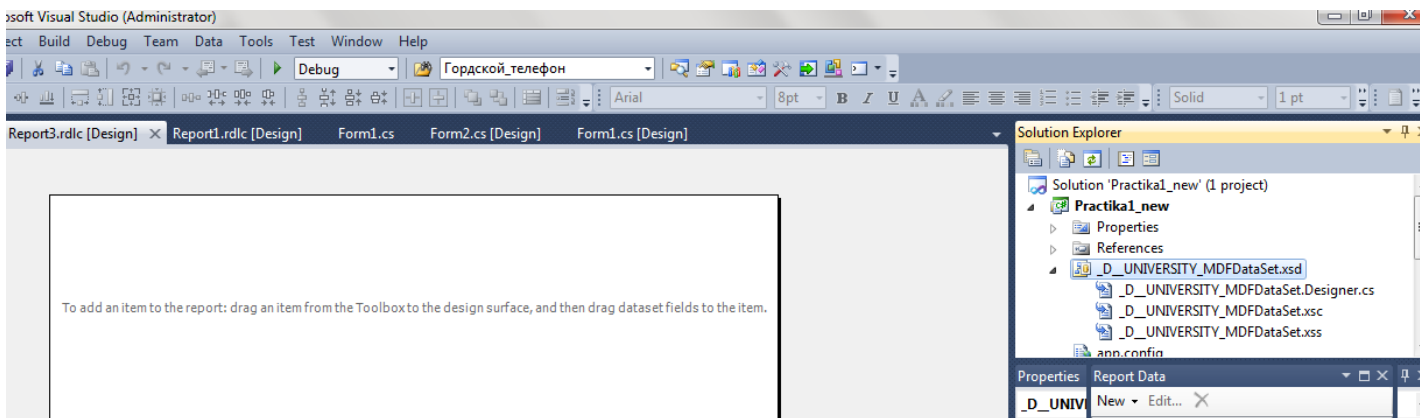 osoft Visual Studio (Administrator)
ect Build Debug Team Data Tools Test Window Help
Debug Гордской_телефон
Arial 8pt B I U A Solid 1 pt
Report3.rdlc [Design] Report1.rdlc [Design] Form1.cs Form2.cs [Design] Form1.cs [Design]
Solution Explorer
Solution 'Practika1_new' (1 project)
Practika1_new
Properties
References
_D__UNIVERSITY_MDFDataSet.xsd
_D__UNIVERSITY_MDFDataSet.Designer.cs
_D__UNIVERSITY_MDFDataSet.xsc
_D__UNIVERSITY_MDFDataSet.xss
app.config
To add an item to the report: drag an item from the Toolbox to the design surface, and then drag dataset fields to the item.
Properties Report Data
_D__UNIV New Edit...